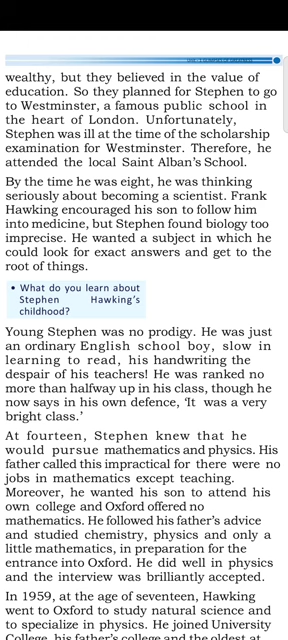 wealthy, but they believed in the value of
education. So they planned for Stephen to go
to Westminster, a famous public school in
the heart of London. Unfortunately,
Stephen was ill at the time of the scholarship
examination for Westminster. Therefore, he
attended the local Saint Alban's School.
By the time he was eight, he was thinking
seriously about becoming a scientist. Frank
Hawking encouraged his son to follow him
into medicine, but Stephen found biology too
imprecise. He wanted a subject in which he
could look for exact answers and get to the
root of things.
• What do you learn about
Stephen Hawking's
childhood?
Young Stephen was no prodigy. He was just
an ordinary English school boy, slow in
learning to read, his handwriting the
despair of his teachers! He was ranked no
more than halfway up in his class, though he
now says in his own defence, 'It was a very
bright class.'
At fourteen, Stephen knew that he
would pursue mathematics and physics. His
father called this impractical for there were no
jobs in mathematics except teaching.
Moreover, he wanted his son to attend his
own college and Oxford offered no
mathematics. He followed his father's advice
and studied chemistry, physics and only a
little mathematics, in preparation for the
entrance into Oxford. He did well in physics
and the interview was brilliantly accepted.
In 1959, at the age of seventeen, Hawking
went to Oxford to study natural science and
to specialize in physics. He joined University
College, his father's college and the oldest at